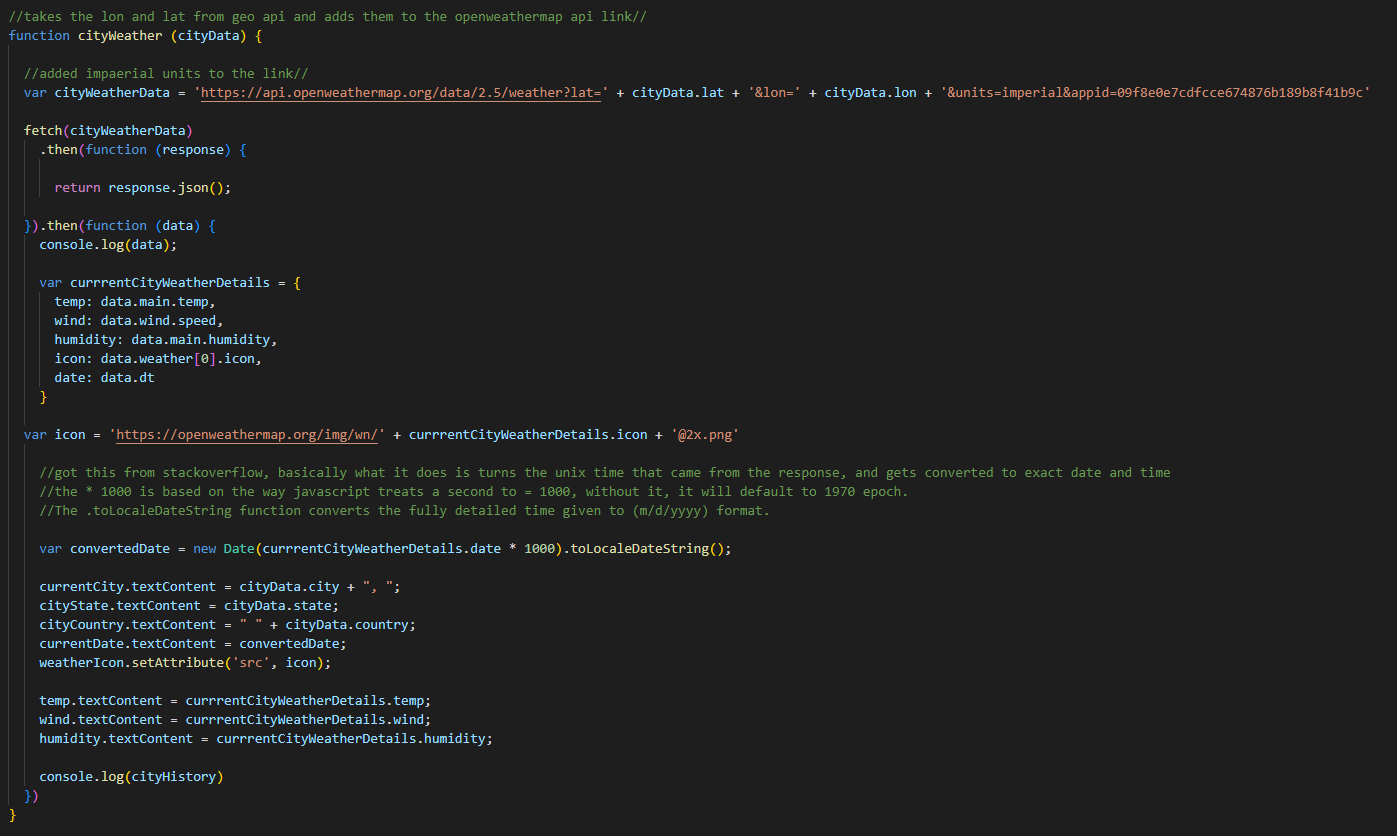 //takes the lon and lat from geo api and adds them to the openweathermap api link//
function cityWeather (cityData) {
//added impaerial units to the link//
var cityWeatherData = 'https://api.openweathermap.org/data/2.5/weather?lat=' + cityData.lat + '&lon=' + cityData.lon + '&units=imperial&appid=09f8e0e7cdfcce674876b189b8f41b9c'
fetch(cityWeatherData)
.then(function (response) {
return response.json();
}).then(function (data) {
console.log(data);
var currrentCityWeatherDetails = {
temp: data.main.temp,
wind: data.wind.speed,
humidity: data.main.humidity,
icon: data.weather[0].icon,
date: data.dt
}
var icon = 'https://openweathermap.org/img/wn/' + currrentCityWeatherDetails.icon + '@2x.png'
//got this from stackoverflow, basically what it does is turns the unix time that came from the response, and gets converted to exact date and time
//the * 1000 is based on the way javascript treats a second to = 1000, without it, it will default to 1970 epoch.
//The .toLocaleDateString function converts the fully detailed time given to (m/d/yyyy) format.
var convertedDate = new Date(currrentCityWeatherDetails.date * 1000).toLocaleDateString();
currentCity.textContent = cityData.city + ", ";
cityState.textContent = cityData.state;
cityCountry.textContent = " " + cityData.country;
currentDate.textContent = convertedDate;
weatherIcon.setAttribute('src', icon);
temp.textContent = currrentCityWeatherDetails.temp;
wind.textContent = currrentCityWeatherDetails.wind;
humidity.textContent = currrentCityWeatherDetails.humidity;
console.log(cityHistory)
})
}